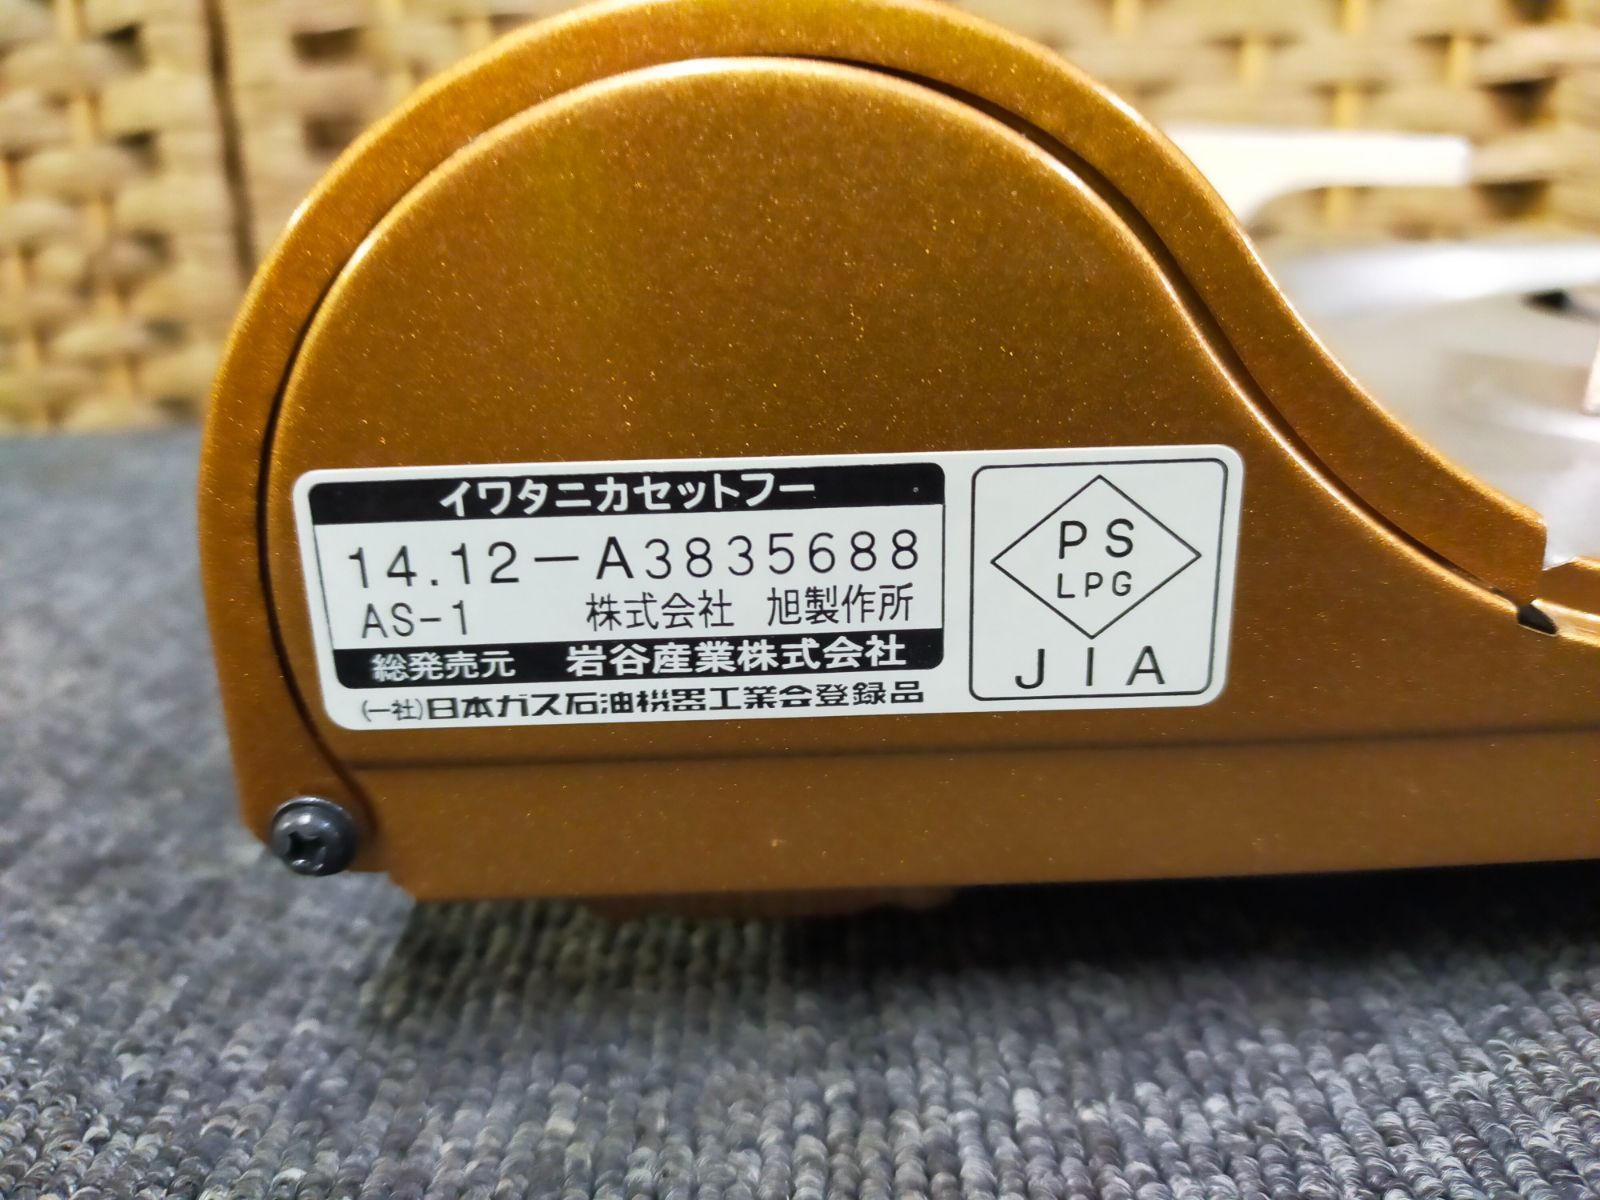 イワタニカセットフー
14.12-A3835688
AS-1 株式会社 旭製作所
総発売元 岩谷産業株式会社
(一社)日本ガス石油機器工業会登録品
PS
LPG
JIA